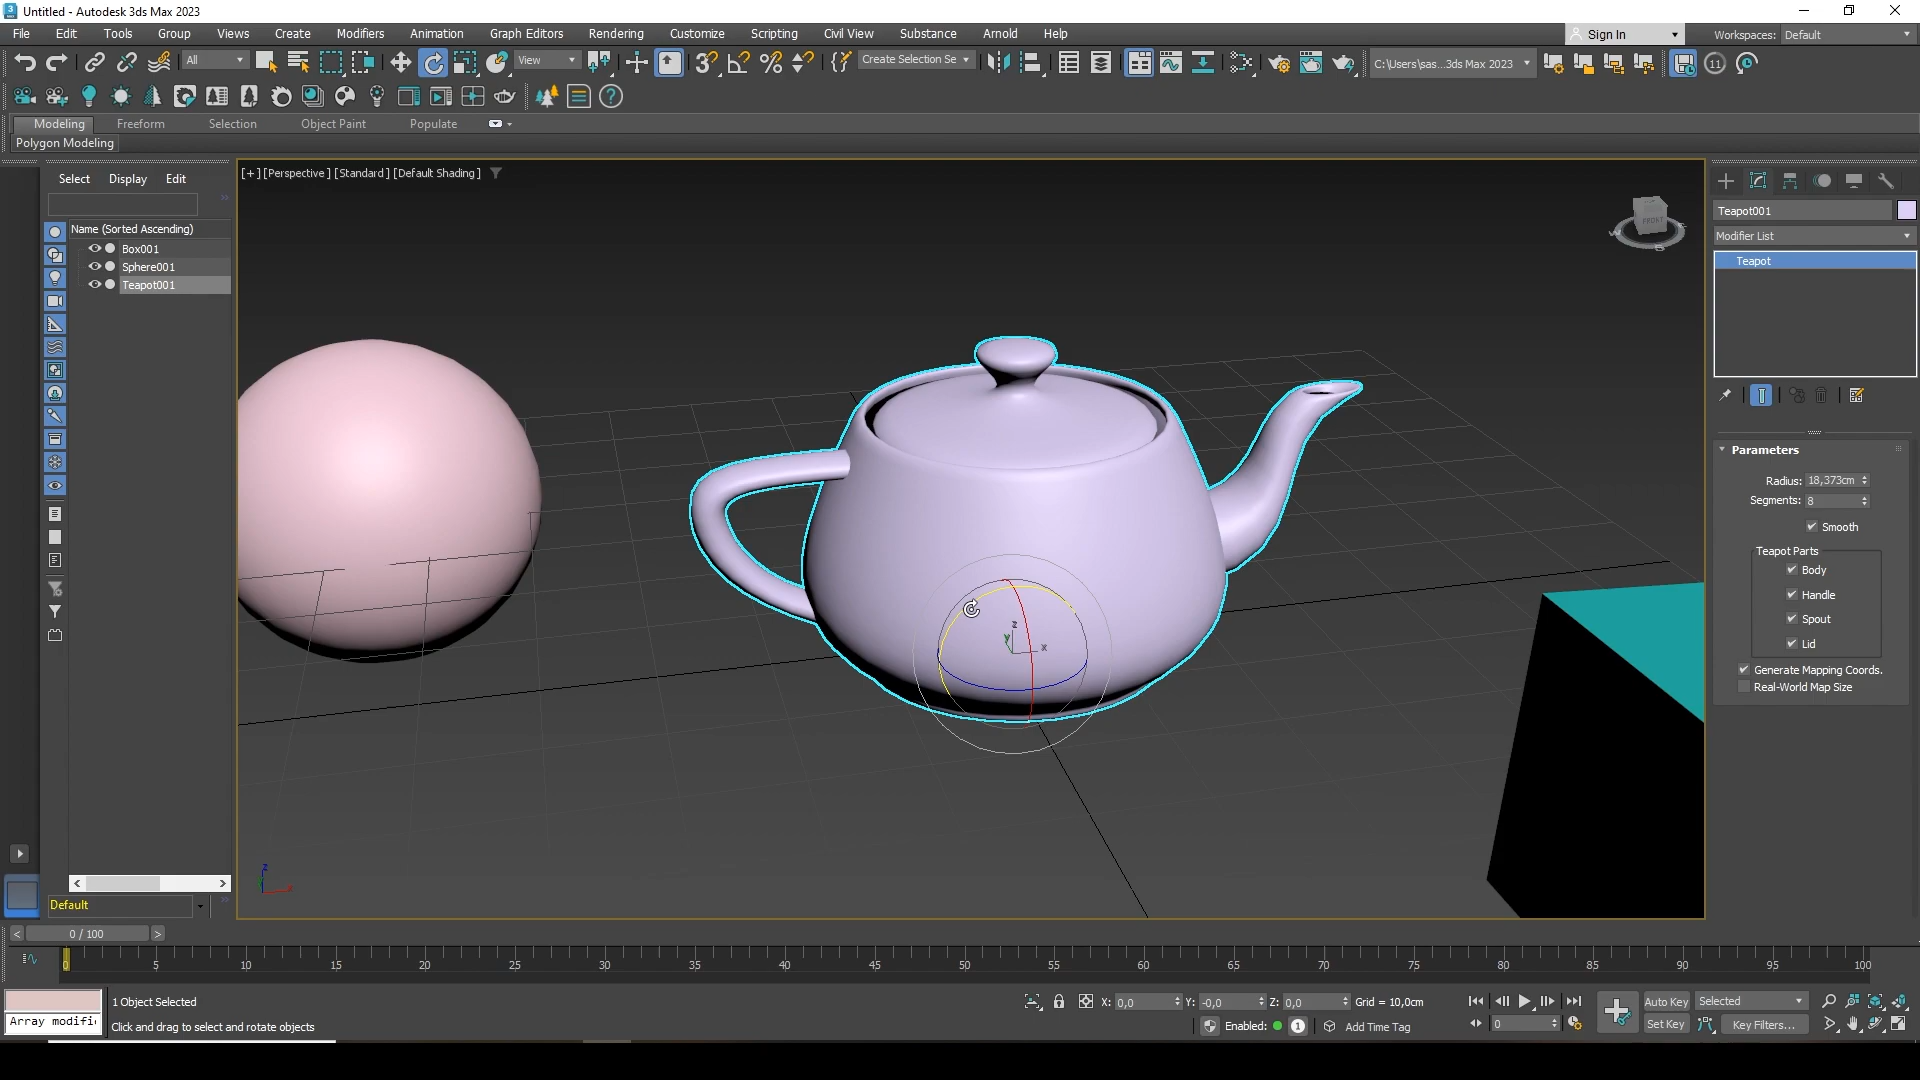 Untitled - Autodesk 3ds Max 2023
File Edit Tools Group Views Create Modifiers Animation Graph Editors Rendering Customize Scripting Civil View Substance Arnold Help
Sign In Workspaces: Default
All View Create Selection Se C:\Users\sas...3ds Max 2023 11
Modeling Freeform Selection Object Paint Populate
Polygon Modeling
Select Display Edit
[+] [Perspective] [Standard] [Default Shading]
Name (Sorted Ascending)
Box001
Sphere001
Teapot001
FRONT
z
y
x
z
Teapot001
Modifier List
Teapot
Parameters
Radius: 18,373cm
Segments: 8
Smooth
Teapot Parts
Body
Handle
Spout
Lid
Generate Mapping Coords.
Real-World Map Size
Default
< 0 / 100 >
0 5 10 15 20 25 30 35 40 45 50 55 60 65 70 75 80 85 90 95 100
1 Object Selected X: 0,0 Y: -0,0 Z: 0,0 Grid = 10,0cm Auto Key Selected
Array modifi Click and drag to select and rotate objects Enabled: 1 Add Time Tag 0 Set Key Key Filters...